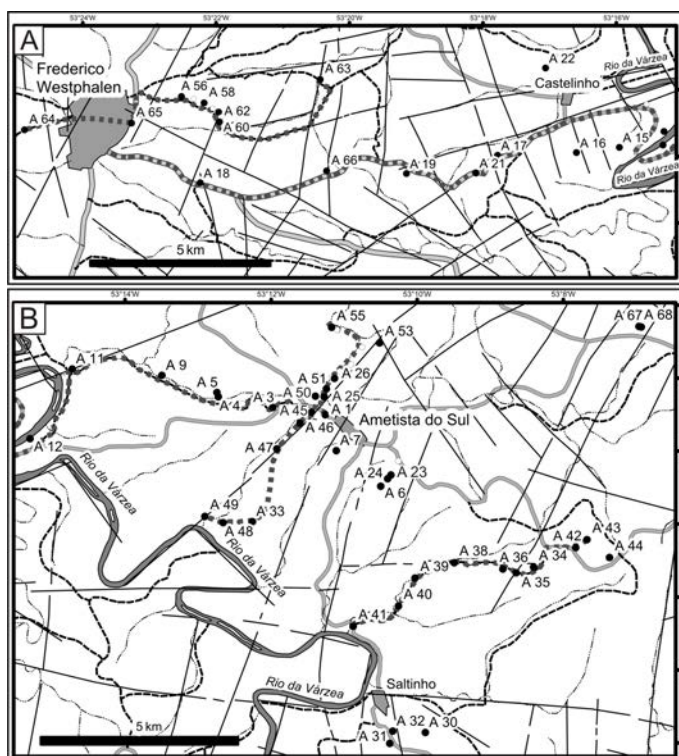 53°24'W 53°22'W 53°20'W 53°18'W 53°16'W
A
A 22
Rio da Várzea
Frederico
Westphalen
A 63
Castelinho
A 56
A 58
A 62
A 64
A 65
A 60
A 17
A 15
A 16
A 66
A 19
A 21
Rio da Várzea
A 18
5 km
53°14'W 53°12'W 53°10'W 53°8'W
B
A 55
A 53
A 67
A 68
A 11
A 9
A 5
A 51
A 26
A 50
A 4
A 3
A 25
A 45
A 1
A 46
Ametista do Sul
A 12
A 47
A 7
A 24
A 23
A 6
Rio da Várzea
A 49
A 33
A 48
Rio da Várzea
A 43
A 42
A 44
A 34
A 38
A 36
A 39
A 35
A 40
A 41
Rio da Várzea
Saltinho
A 32
A 30
A 31
5 km